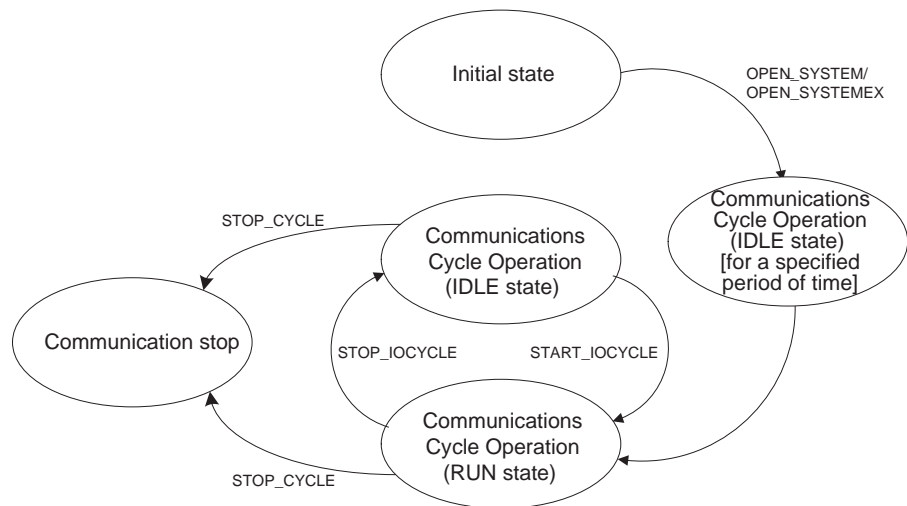 Initial state
OPEN_SYSTEM/
OPEN_SYSTEMEX
Communications
Cycle Operation
(IDLE state)
[for a specified
period of time]
STOP_CYCLE
Communications
Cycle Operation
(IDLE state)
Communication stop
STOP_IOCYCLE
START_IOCYCLE
Communications
Cycle Operation
(RUN state)
STOP_CYCLE